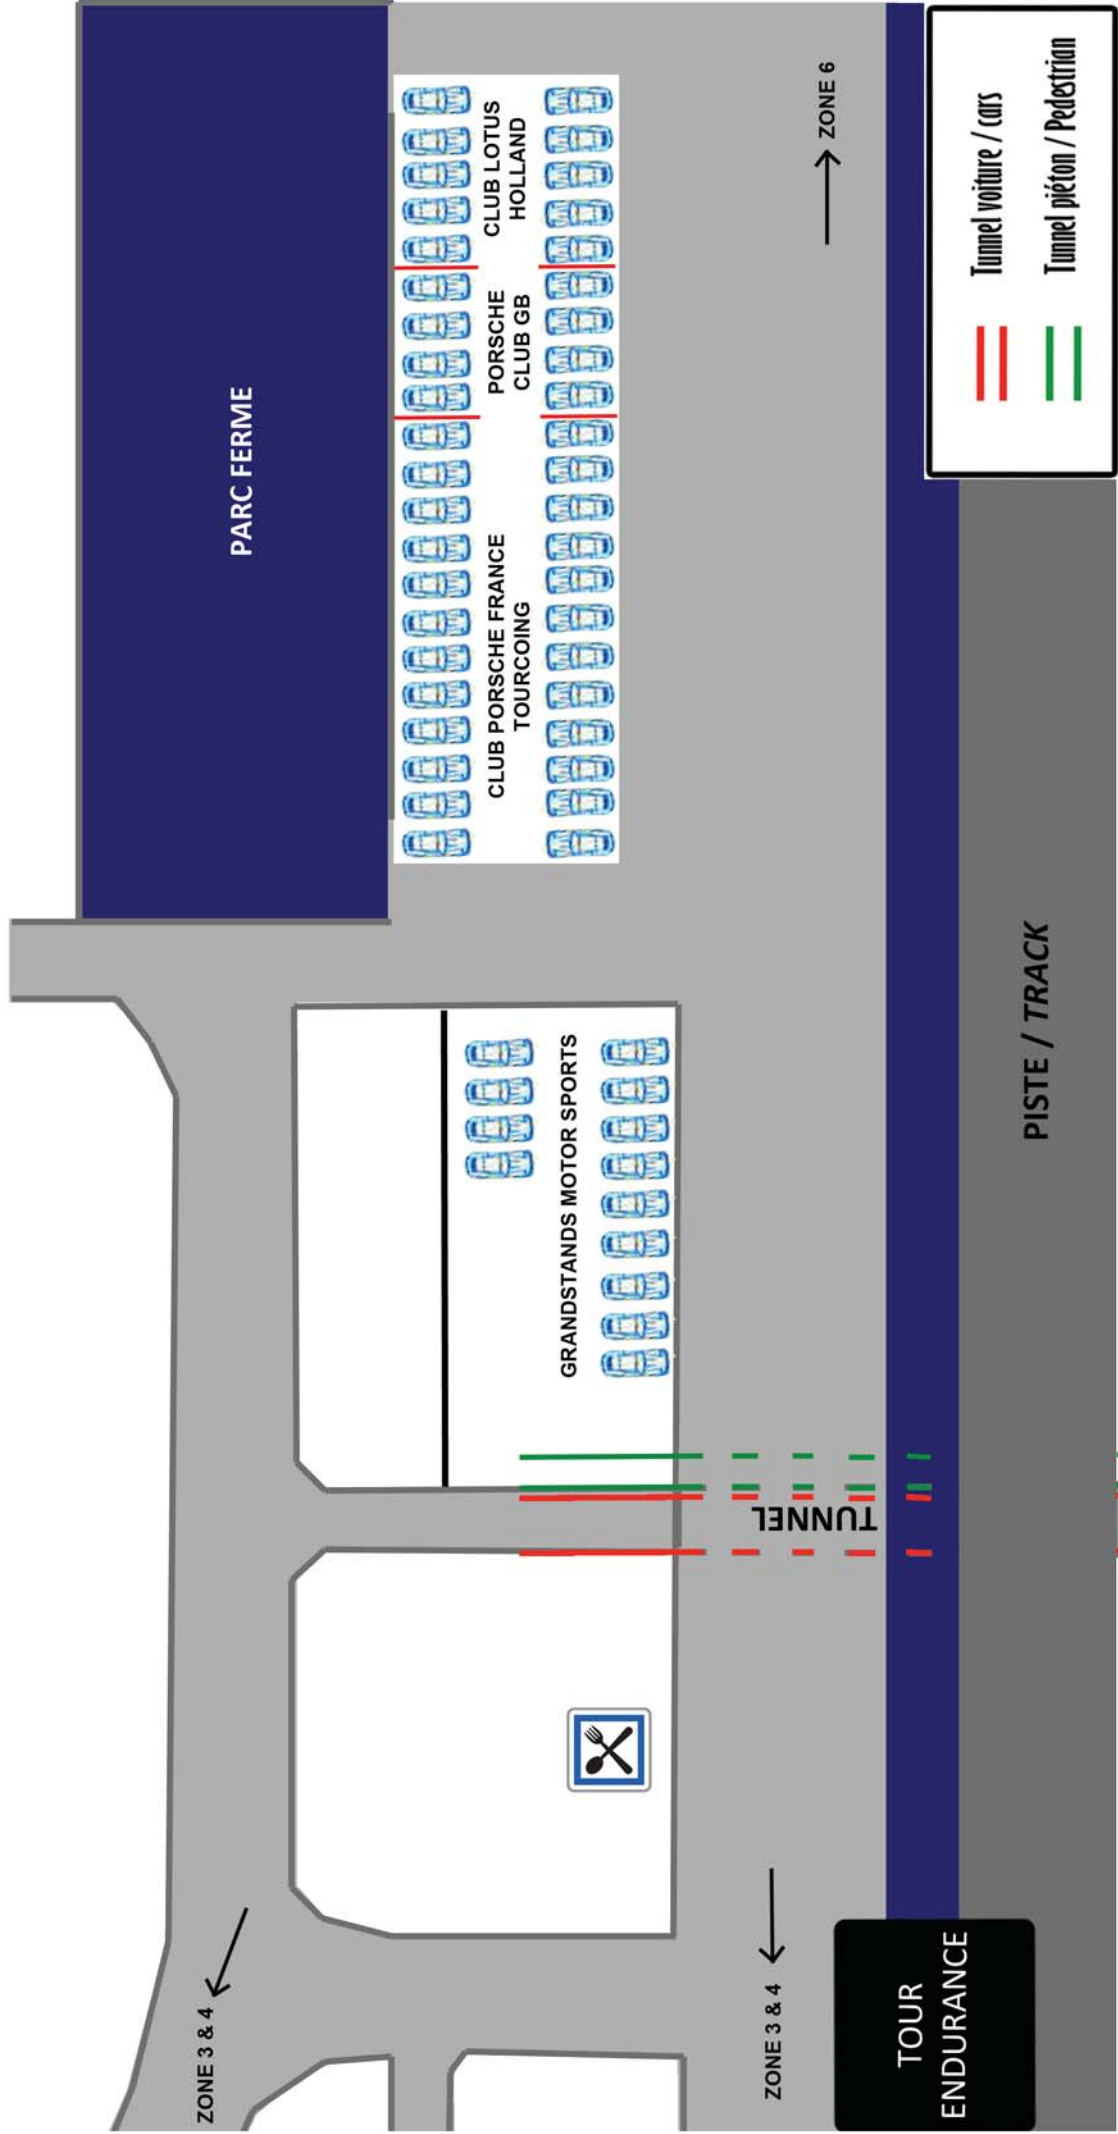 PARC FERME
CLUB LOTUS
HOLLAND
PORSCHE
CLUB GB
CLUB PORSCHE FRANCE
TOURCOING
ZONE 6
GRANDSTANDS MOTOR SPORTS
TUNNEL
ZONE 3 & 4
ZONE 3 & 4
TOUR
ENDURANCE
PISTE / TRACK
Tunnel voiture / cars
Tunnel piéton / Pedestrian